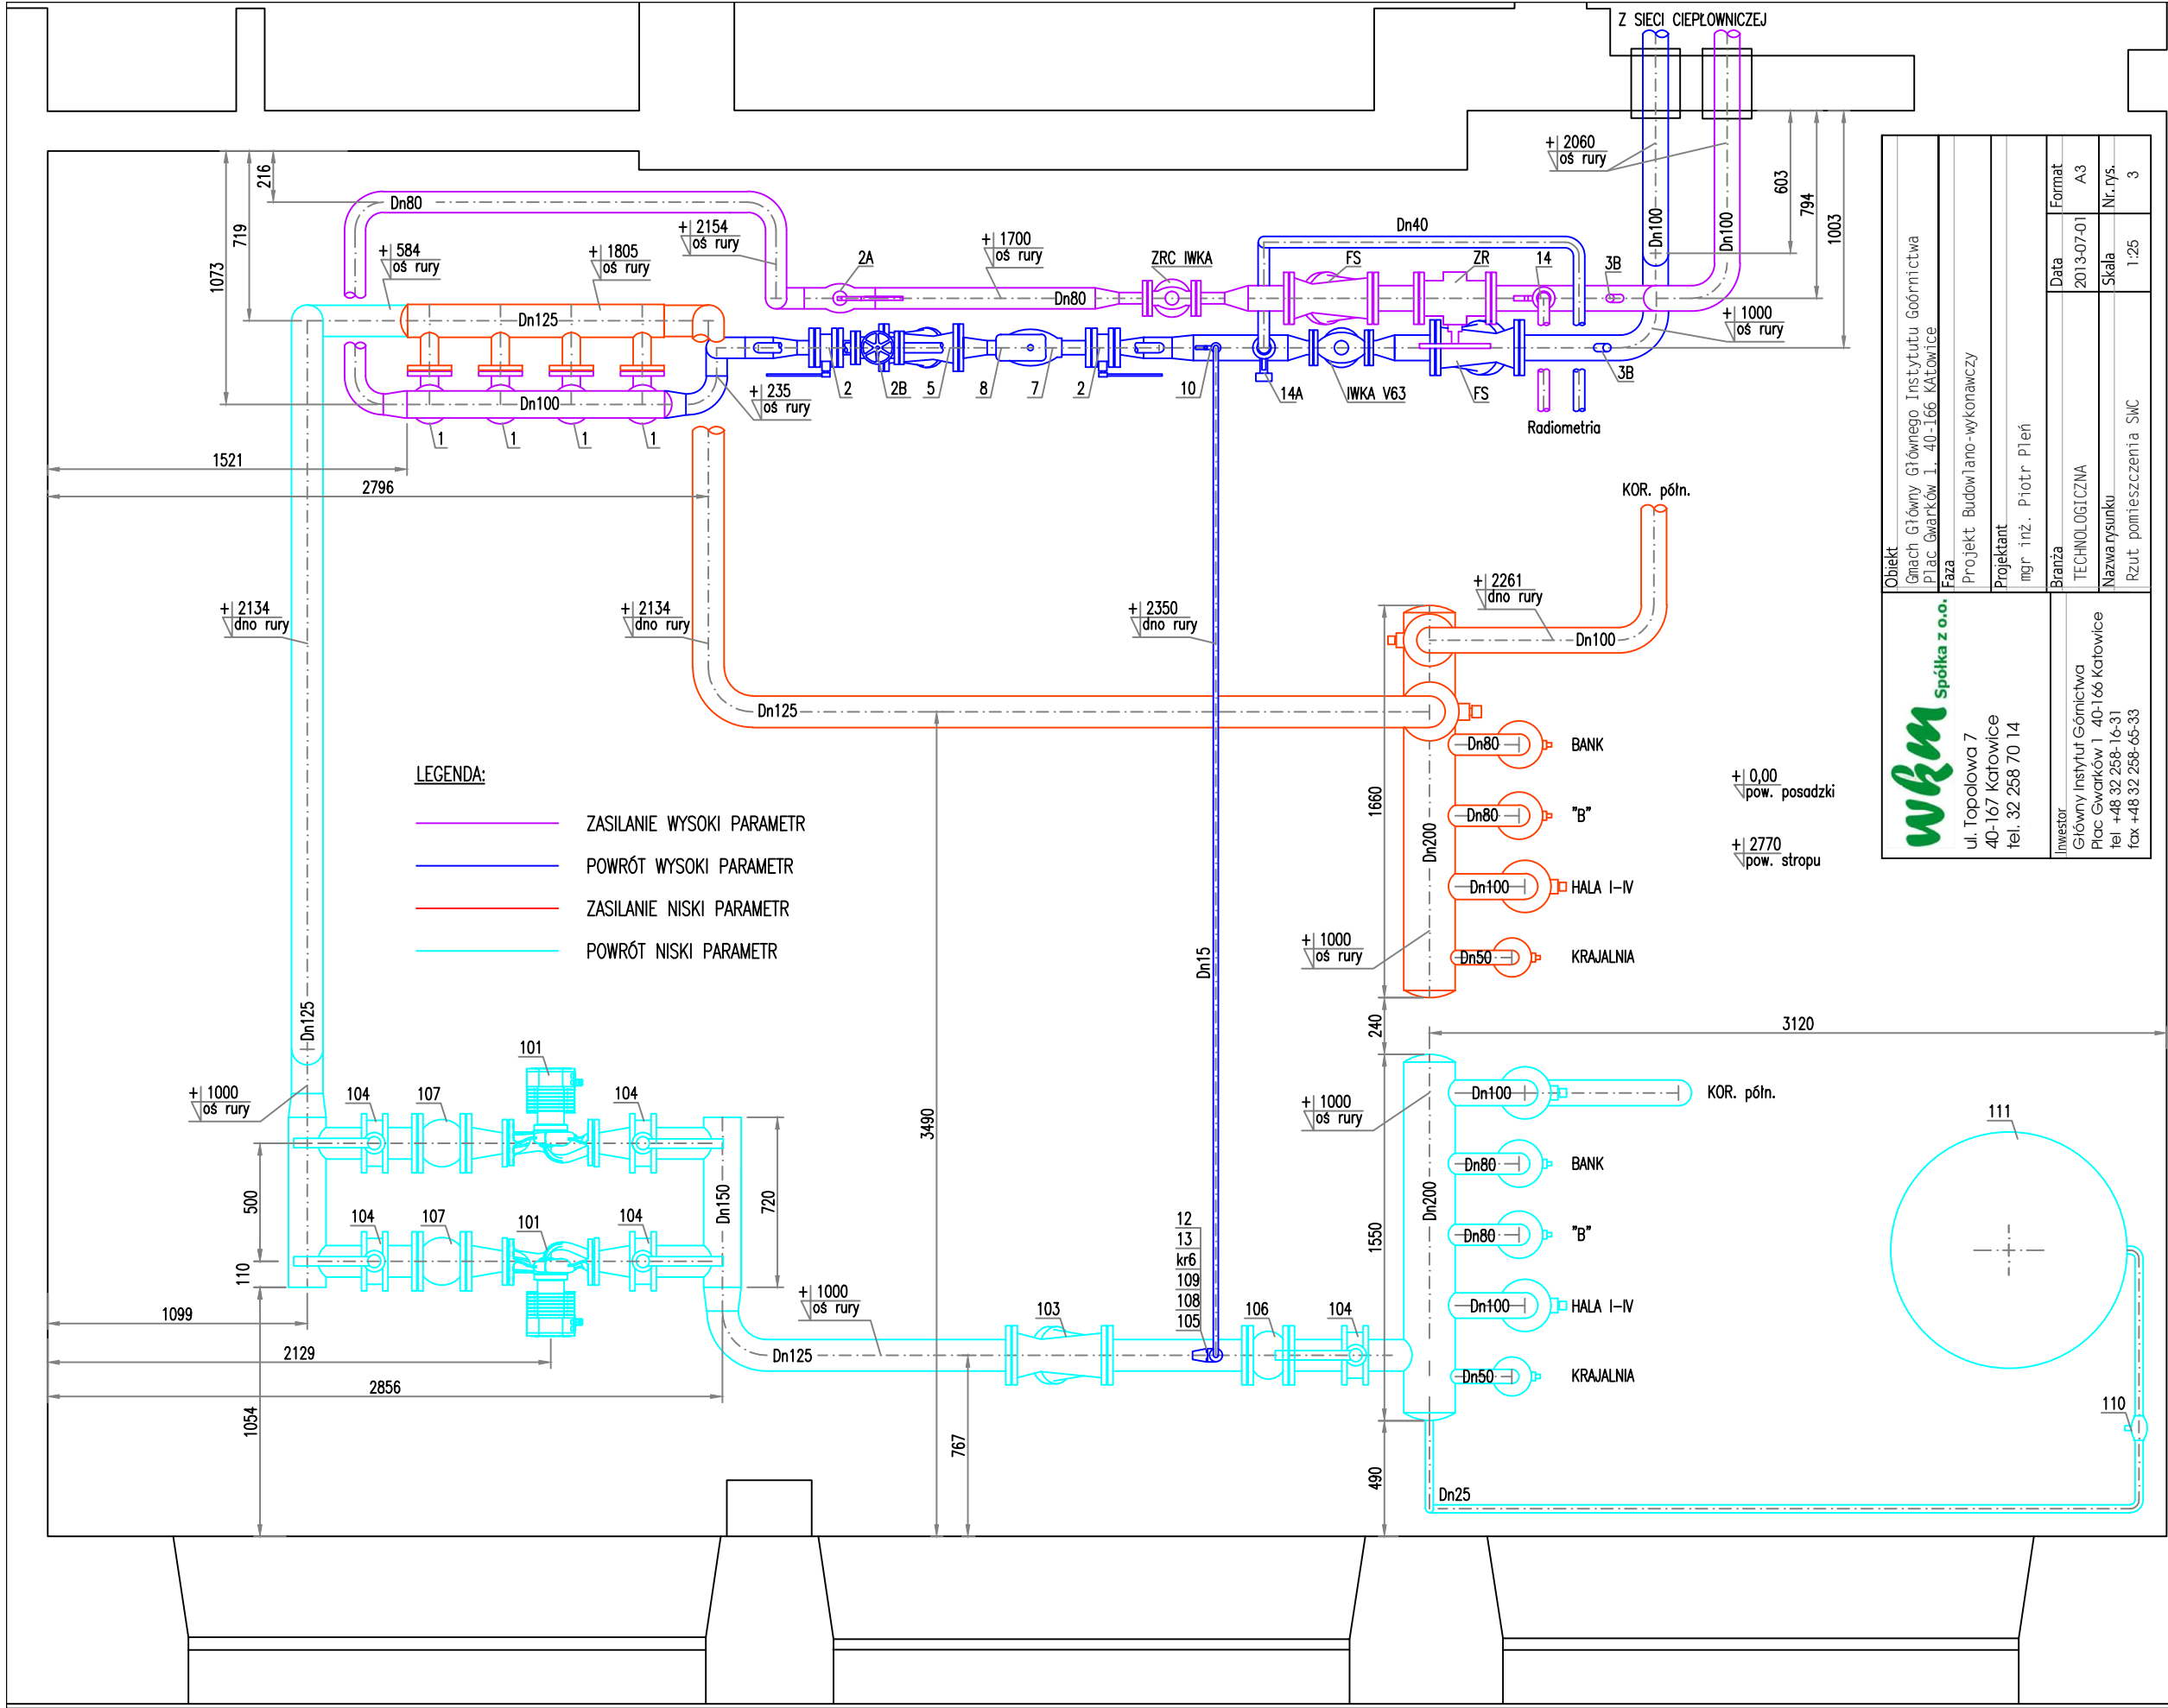 Z SIECI CIEPŁOWNICZEJ
+ 2060
oś rury
216
719
1073
603
794
1003
Dn80
+ 2154
oś rury
+ 584
oś rury
+ 1805
oś rury
2A
+ 1700
oś rury
ZRC IWKA
Dn40
FS
ZR
14
3B
Dn100
Dn100
Dn80
+ 1000
oś rury
Dn125
Dn100
+ 235
oś rury
2
2B
5
8
7
2
10
14A
IWKA V63
FS
3B
Radiometria
1
1
1
1
1521
2796
KOR. półn.
+ 2134
dno rury
+ 2134
dno rury
+ 2350
dno rury
+ 2261
dno rury
Dn100
Dn125
Dn80
BANK
+ 0,00
pow. posadzki
Dn80
"B"
+ 2770
pow. stropu
1660
Dn200
Dn100
HALA I-IV
+ 1000
oś rury
Dn50
KRAJALNIA
LEGENDA:
ZASILANIE WYSOKI PARAMETR
POWRÓT WYSOKI PARAMETR
ZASILANIE NISKI PARAMETR
POWRÓT NISKI PARAMETR
Dn15
Dn125
240
3120
101
+ 1000
oś rury
104
107
104
3490
+ 1000
oś rury
Dn100
KOR. półn.
111
Dn80
BANK
500
Dn150
720
1550
Dn200
104
107
101
104
Dn80
"B"
110
12
13
kr6
109
108
105
1099
+ 1000
oś rury
103
106
104
Dn100
HALA I-IV
2129
Dn125
2856
Dn50
KRAJALNIA
1054
767
490
110
Dn25
Obiekt
Gmach Główny Głównego Instytutu Goórnictwa
Plac Gwarków 1, 40-166 KAtowice
Faza
Projekt Budowlano-wykonawczy
Projektant
mgr inż. Piotr Pleń
Branża
TECHNOLOGICZNA
Data
2013-07-01
Format
A3
Nazwa rysunku
Rzut pomieszczenia SWC
Skala
1:25
Nr. rys.
3
wkm Spółka z o.o.
ul. Topolowa 7
40-167 Katowice
tel. 32 258 70 14
Inwestor
Główny Instytut Górnictwa
Plac Gwarków 1 40-166 Katowice
tel +48 32 258-16-31
fax +48 32 258-65-33